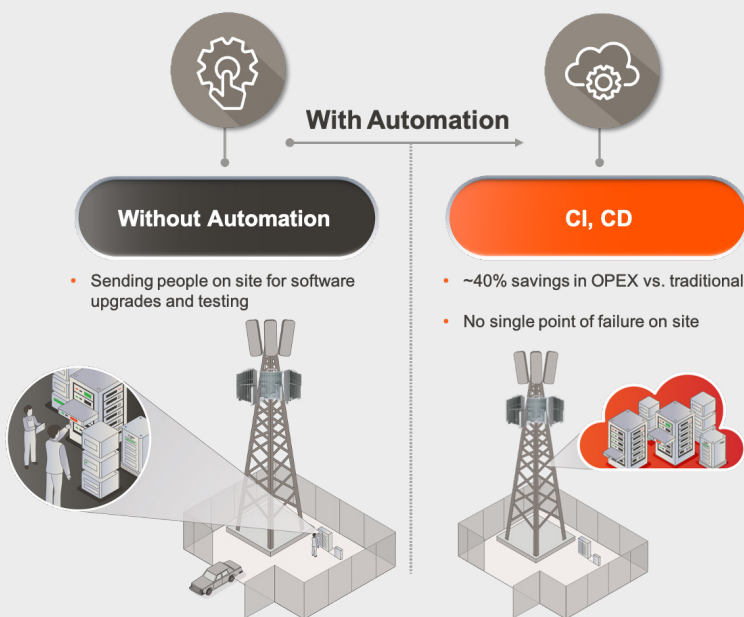 With Automation
Without Automation
• Sending people on site for software
upgrades and testing
CI, CD
• ~40% savings in OPEX vs. traditional
• No single point of failure on site